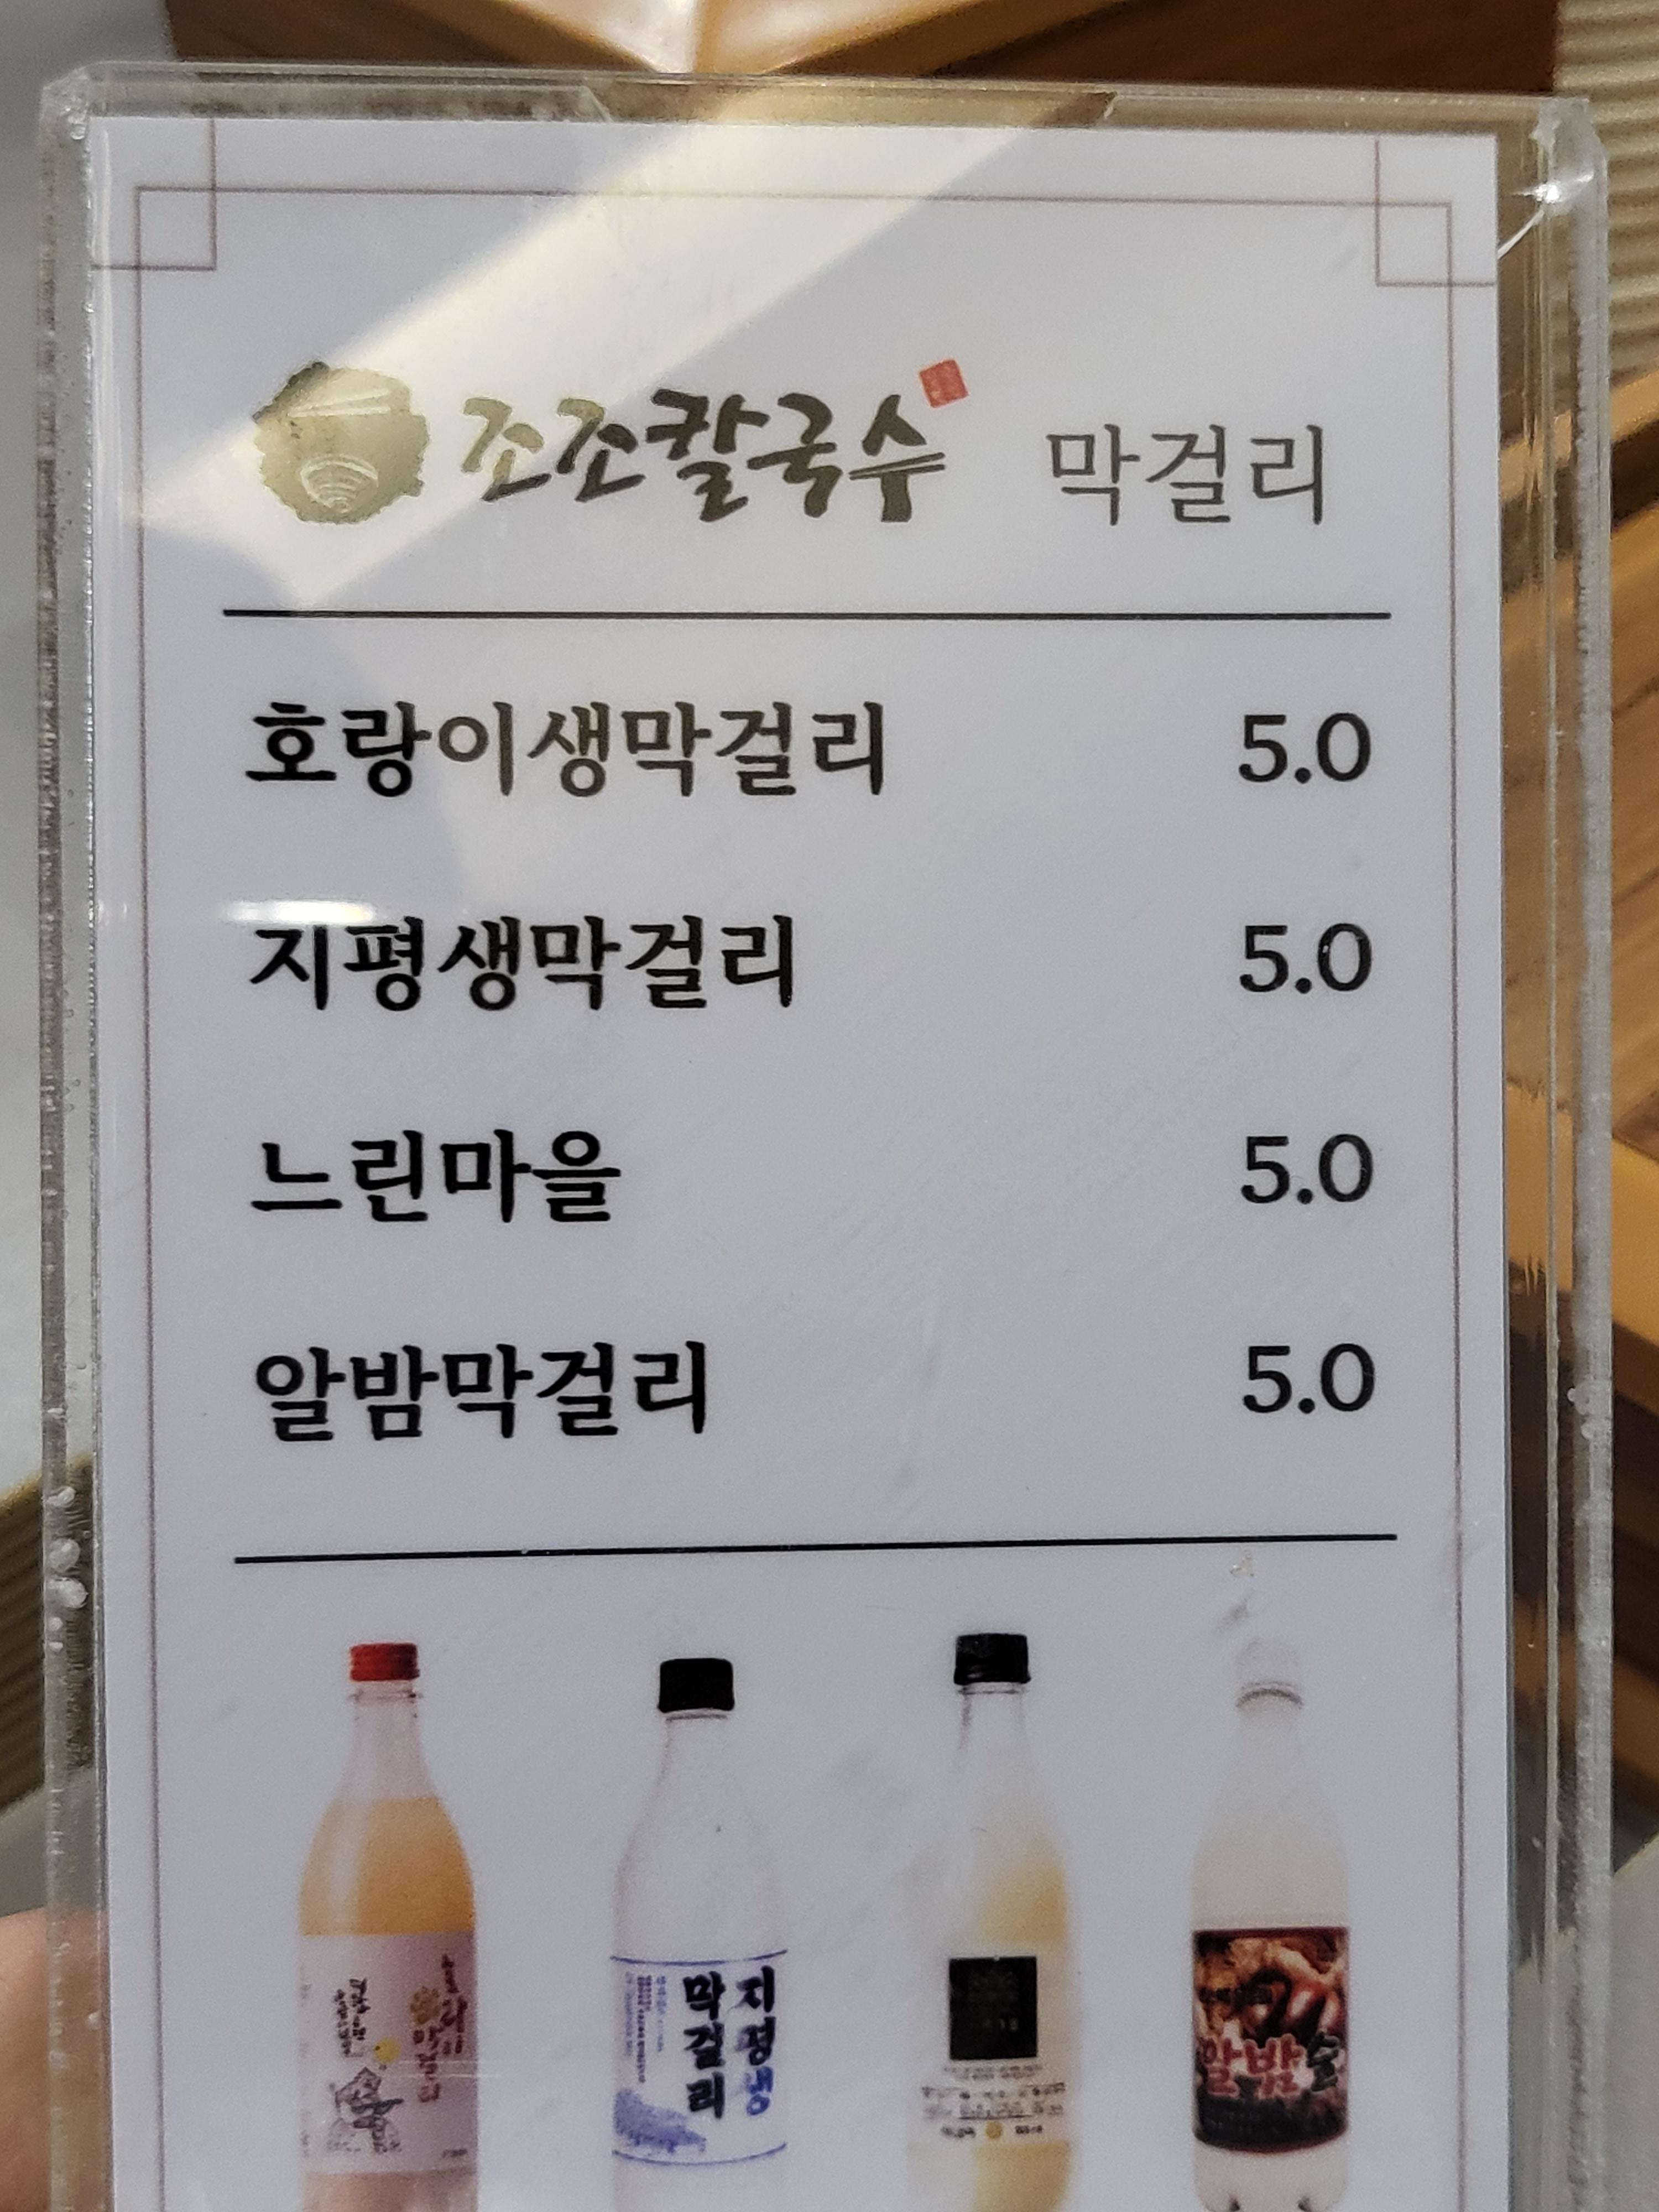 조조칼국수 막걸리
호랑이생막걸리 5.0
지평생막걸리 5.0
느린마을 5.0
알밤막걸리 5.0
지평생
막걸리
알밤술